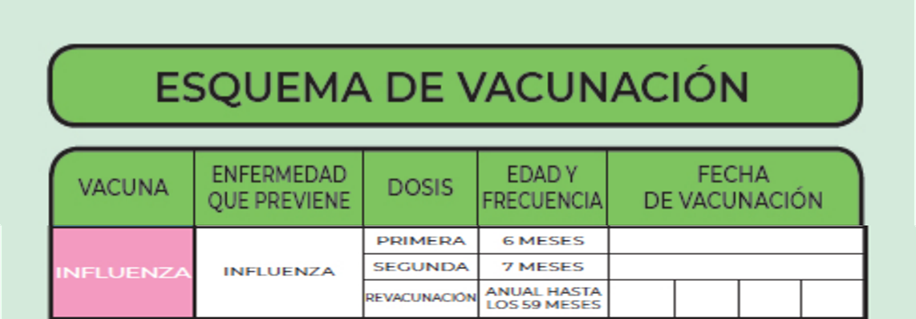 ESQUEMA DE VACUNACIÓN
VACUNA
ENFERMEDAD
QUE PREVIENE
DOSIS
EDAD Y
FRECUENCIA
FECHA
DE VACUNACIÓN
INFLUENZA
INFLUENZA
PRIMERA
6 MESES
SEGUNDA
7 MESES
REVACUNACIÓN
ANUAL HASTA
LOS 59 MESES